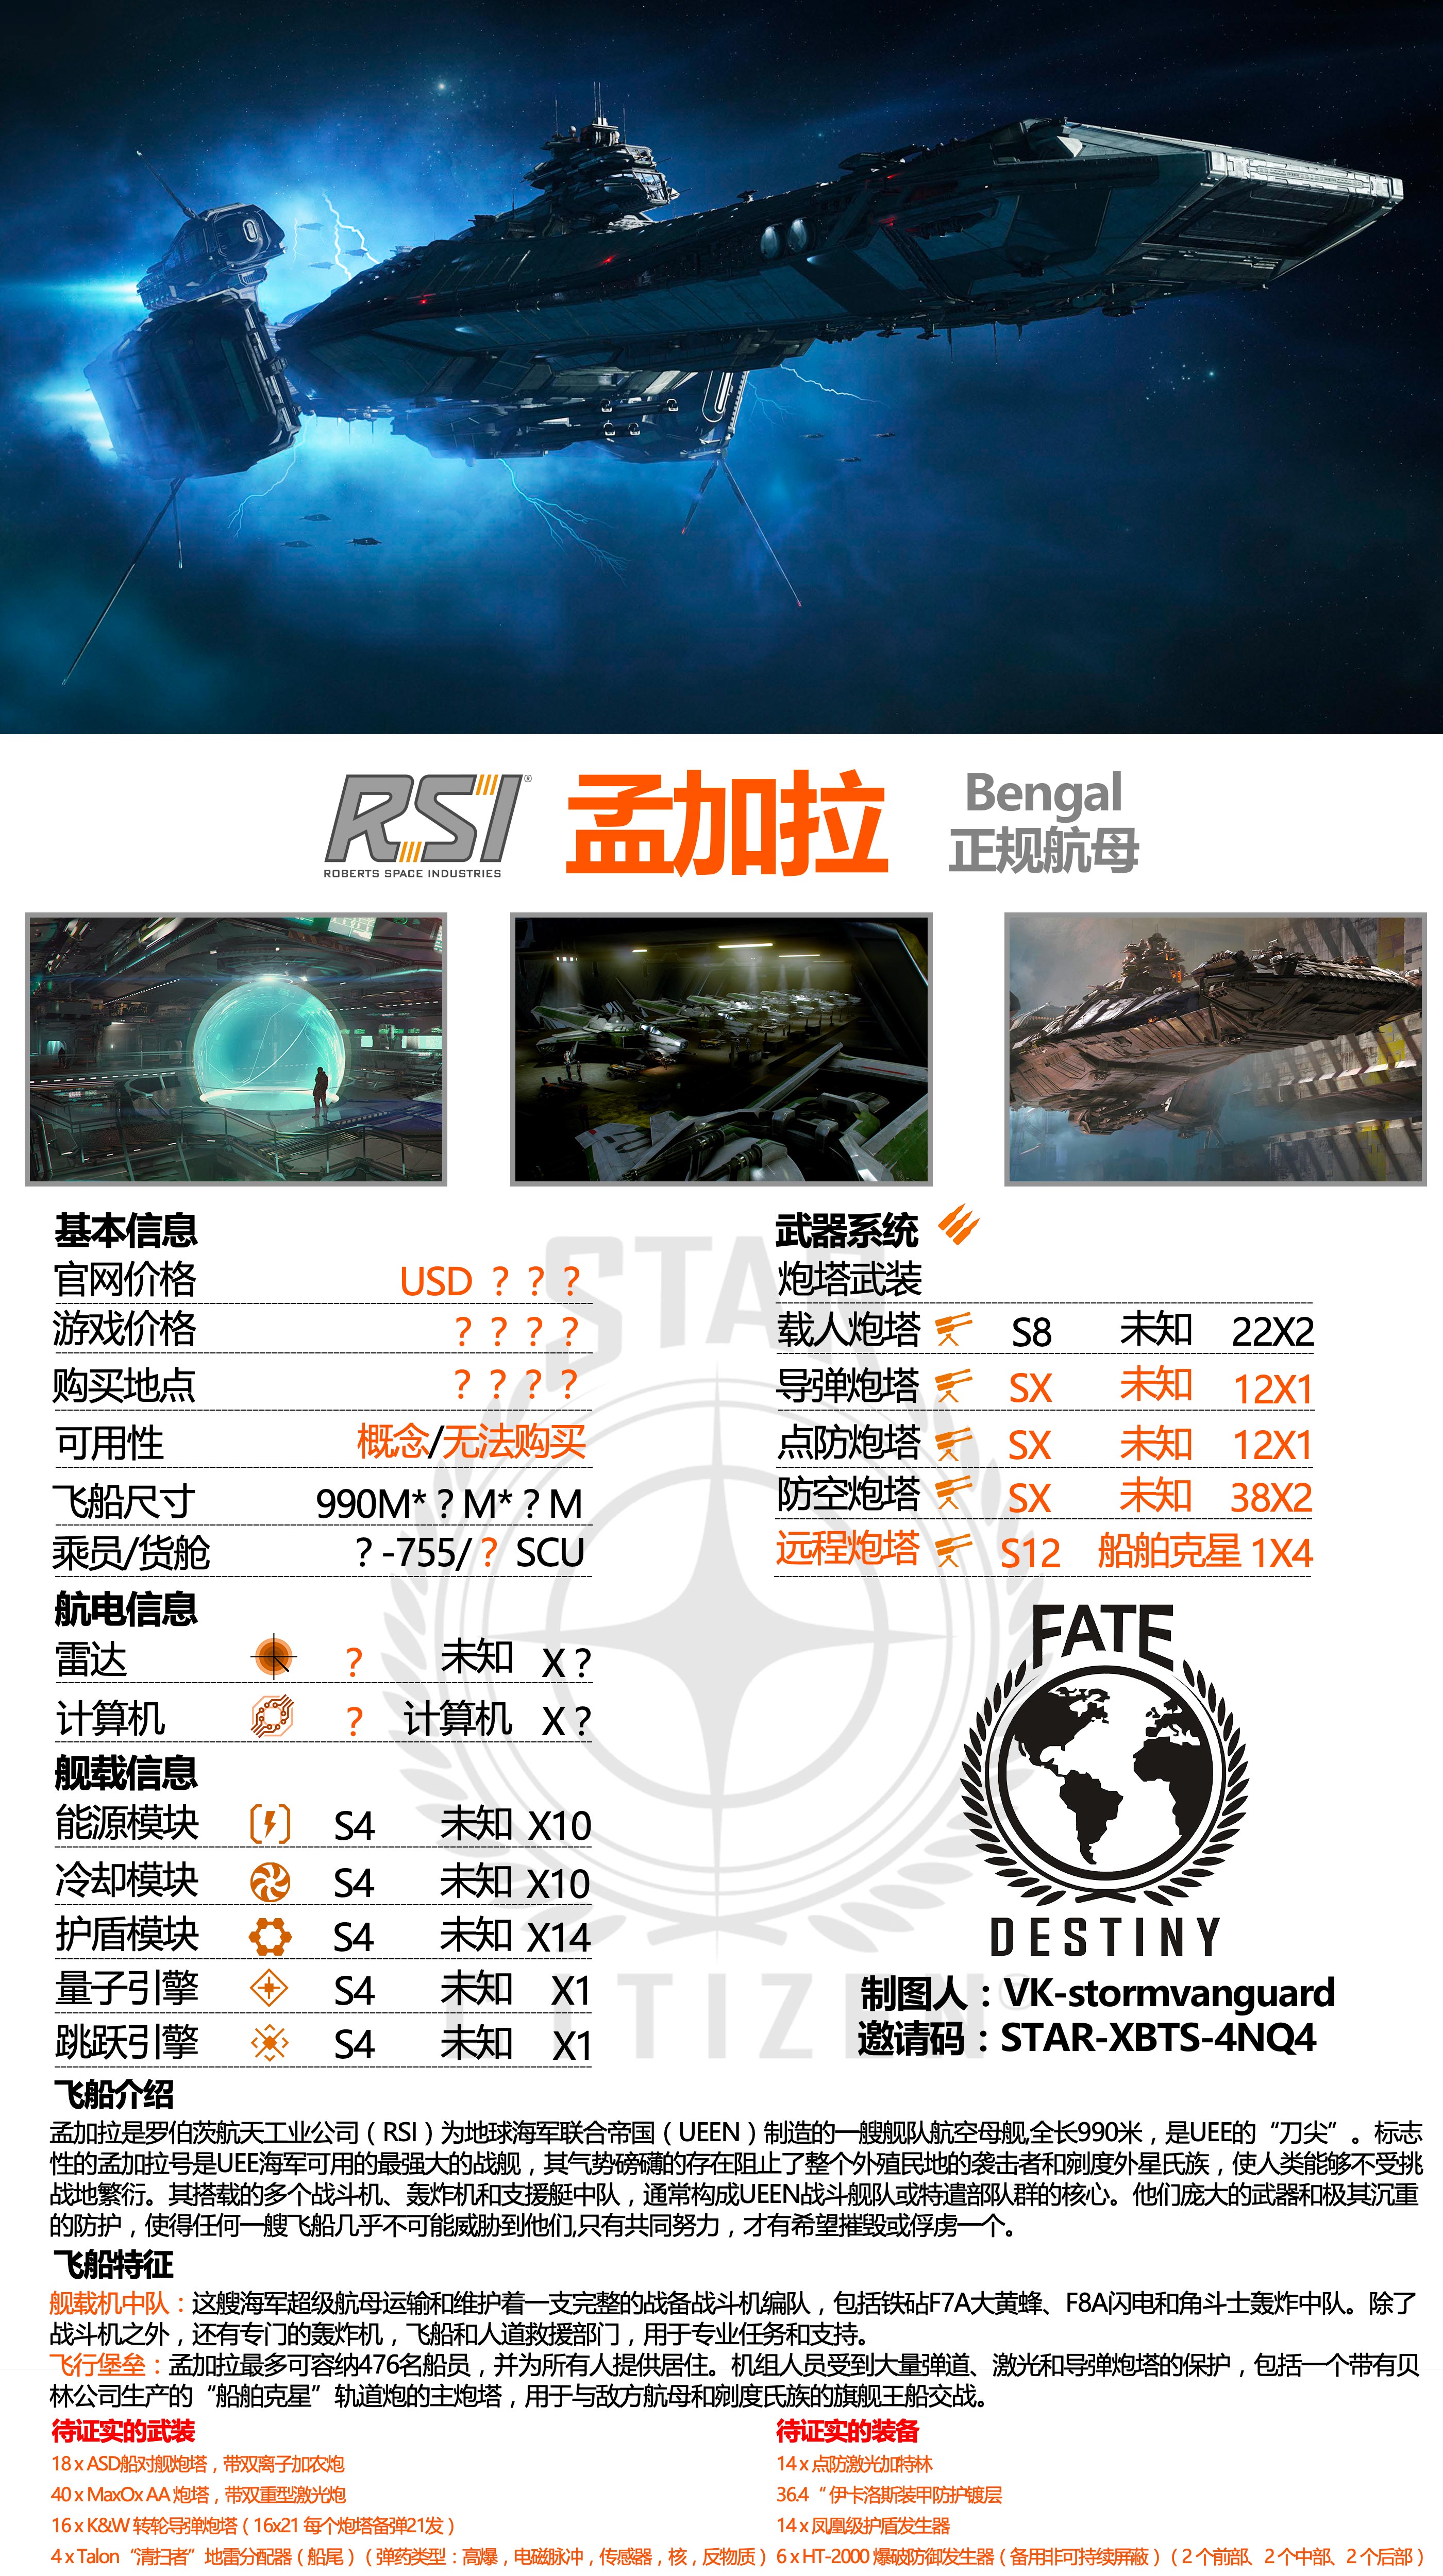 RSI®
ROBERTS SPACE INDUSTRIES
孟加拉
Bengal
正规航母
基本信息
官网价格 USD ？？？
游戏价格 ？？？？
购买地点 ？？？？
可用性 概念/无法购买
飞船尺寸 990M*？M*？M
乘员/货舱 ？-755/？ SCU
航电信息
雷达 ？ 未知 X？
计算机 ？ 计算机 X？
舰载信息
能源模块 S4 未知 X10
冷却模块 S4 未知 X10
护盾模块 S4 未知 X14
量子引擎 S4 未知 X1
跳跃引擎 S4 未知 X1
武器系统
炮塔武装
载人炮塔 S8 未知 22X2
导弹炮塔 SX 未知 12X1
点防炮塔 SX 未知 12X1
防空炮塔 SX 未知 38X2
远程炮塔 S12 船舶克星 1X4
STAR
CITIZEN
FATE
DESTINY
制图人：VK-stormvanguard
邀请码：STAR-XBTS-4NQ4
飞船介绍
孟加拉是罗伯茨航天工业公司（RSI）为地球海军联合帝国（UEEN）制造的一艘舰队航空母舰,全长990米，是UEE的“刀尖”。标志
性的孟加拉号是UEE海军可用的最强大的战舰，其气势磅礴的存在阻止了整个外殖民地的袭击者和剜度外星氏族，使人类能够不受挑
战地繁衍。其搭载的多个战斗机、轰炸机和支援艇中队，通常构成UEEN战斗舰队或特遣部队群的核心。他们庞大的武器和极其沉重
的防护，使得任何一艘飞船几乎不可能威胁到他们,只有共同努力，才有希望摧毁或俘虏一个。
飞船特征
舰载机中队：这艘海军超级航母运输和维护着一支完整的战备战斗机编队，包括铁砧F7A大黄蜂、F8A闪电和角斗士轰炸中队。除了
战斗机之外，还有专门的轰炸机，飞船和人道救援部门，用于专业任务和支持。
飞行堡垒：孟加拉最多可容纳476名船员，并为所有人提供居住。机组人员受到大量弹道、激光和导弹炮塔的保护，包括一个带有贝
林公司生产的“船舶克星”轨道炮的主炮塔，用于与敌方航母和剜度氏族的旗舰王船交战。
待证实的武装
18 x ASD船对舰炮塔，带双离子加农炮
40 x MaxOx AA 炮塔，带双重型激光炮
16 x K&W 转轮导弹炮塔（16x21 每个炮塔备弹21发）
4 x Talon “清扫者”地雷分配器（船尾）（弹药类型：高爆，电磁脉冲，传感器，核，反物质）
待证实的装备
14 x 点防激光加特林
36.4“ 伊卡洛斯装甲防护镀层
14 x 凤凰级护盾发生器
6 x HT-2000 爆破防御发生器（备用非可持续屏蔽）（2 个前部、2 个中部、2 个后部）